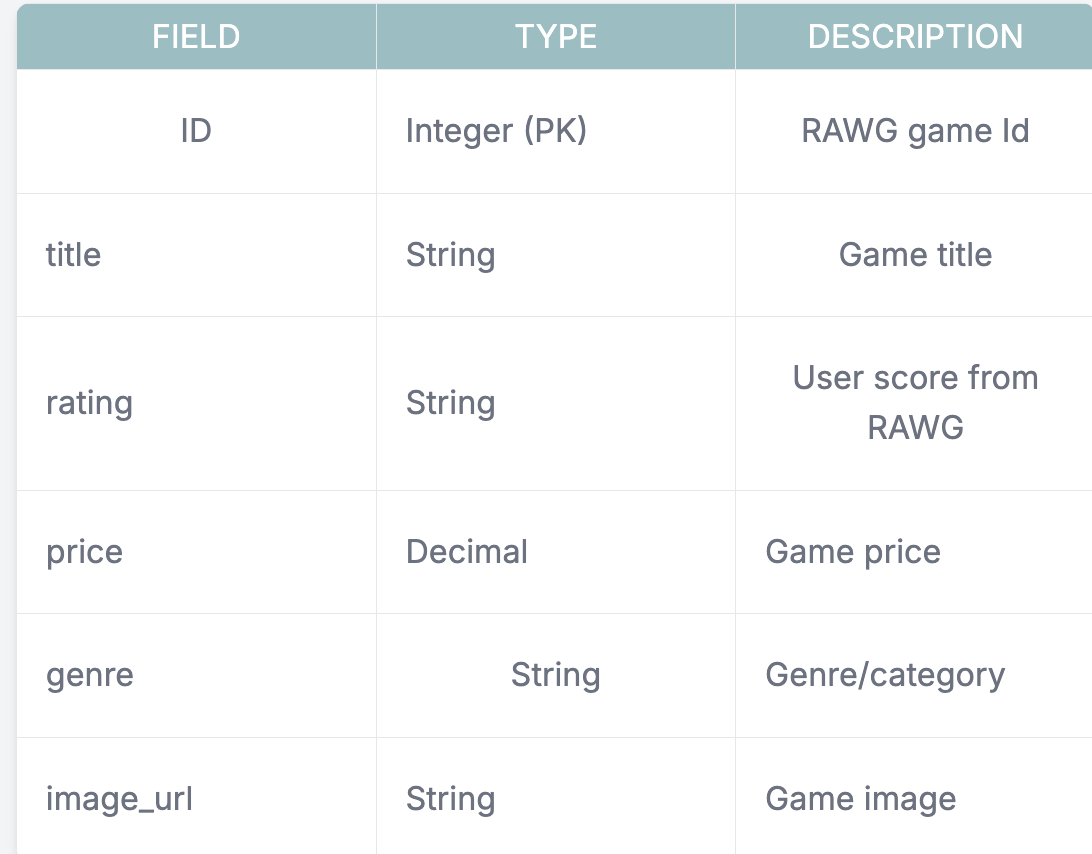 FIELD TYPE DESCRIPTION
ID Integer (PK) RAWG game Id
title String Game title
rating String User score from
RAWG
price Decimal Game price
genre String Genre/category
image_url String Game image